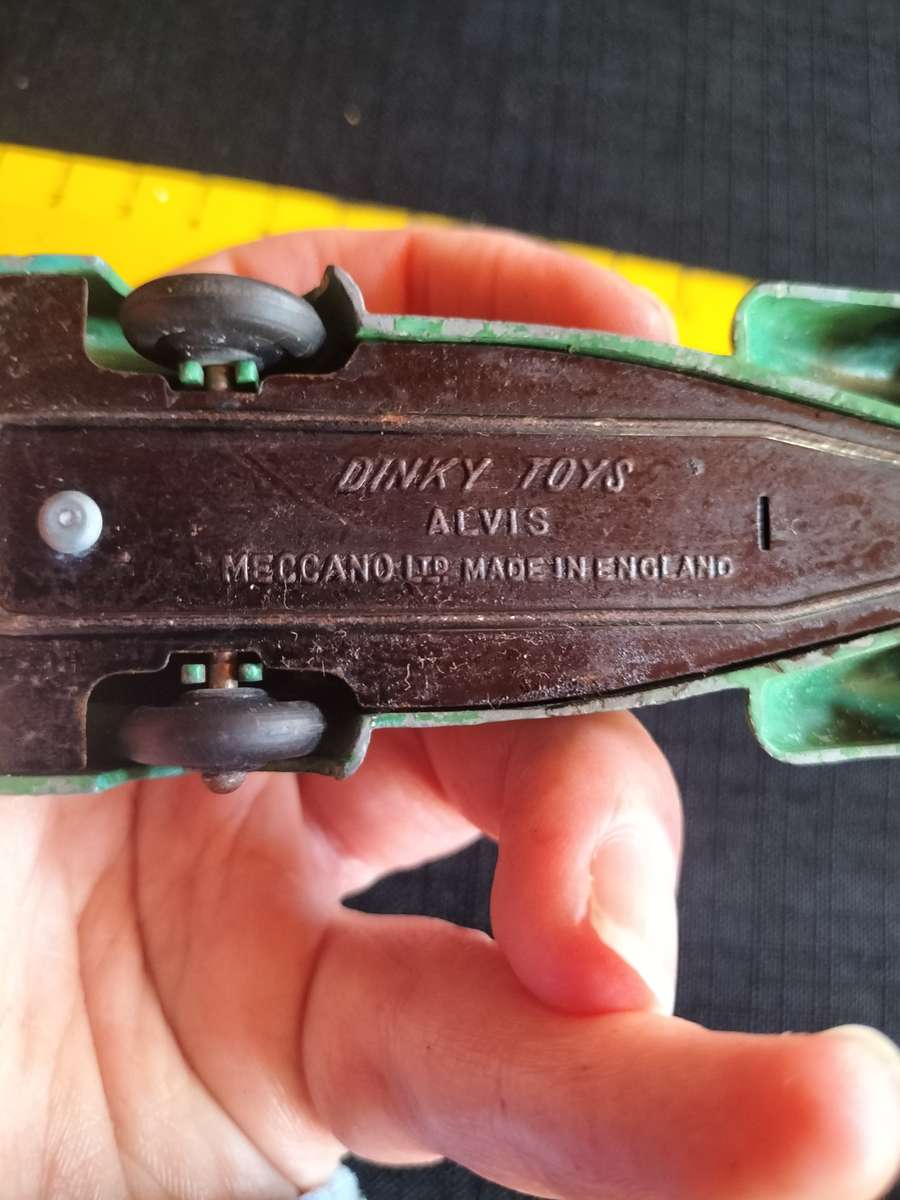 DINKY TOYS
ALVIS
MECCANO LTD MADE IN ENGLAND